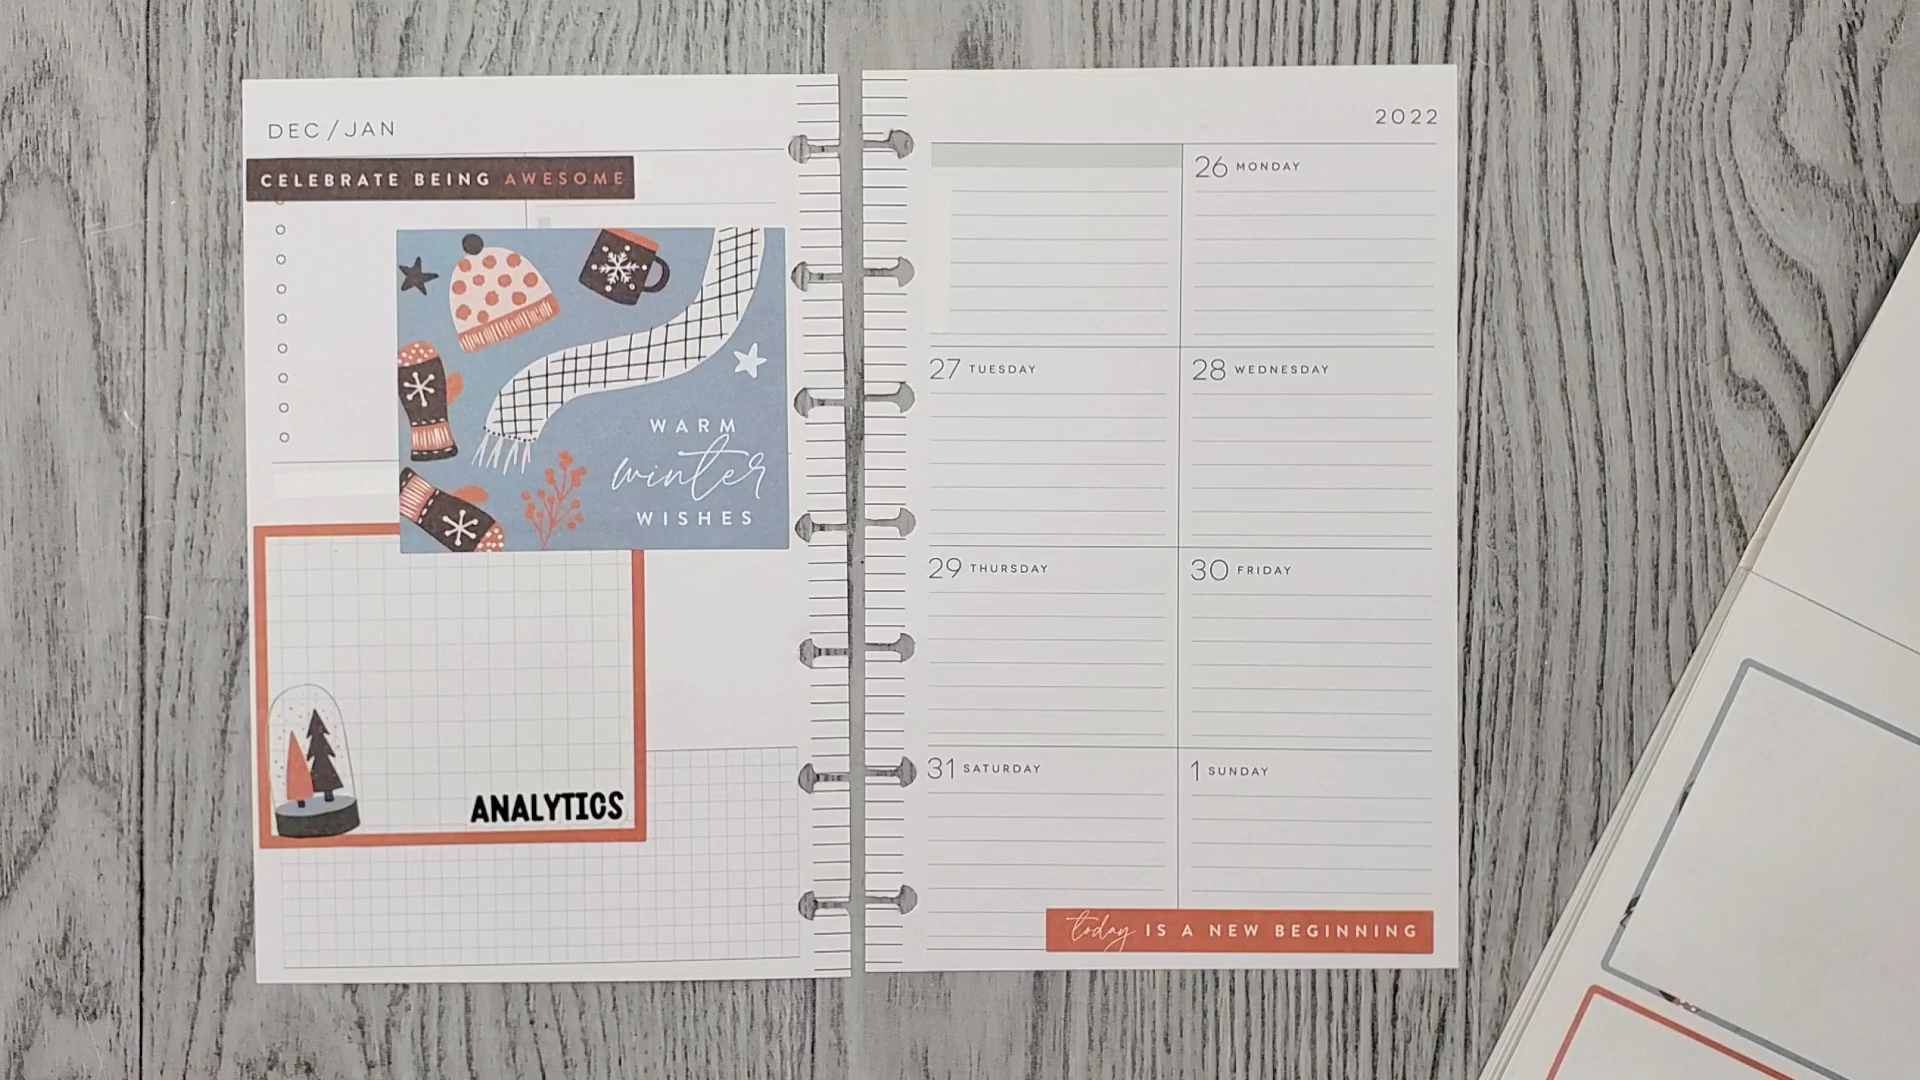 DEC/JAN
CELEBRATE BEING AWESOME
WARM
winter
WISHES
ANALYTICS
2022
26 MONDAY
27 TUESDAY
28 WEDNESDAY
29 THURSDAY
30 FRIDAY
31 SATURDAY
1 SUNDAY
today IS A NEW BEGINNING